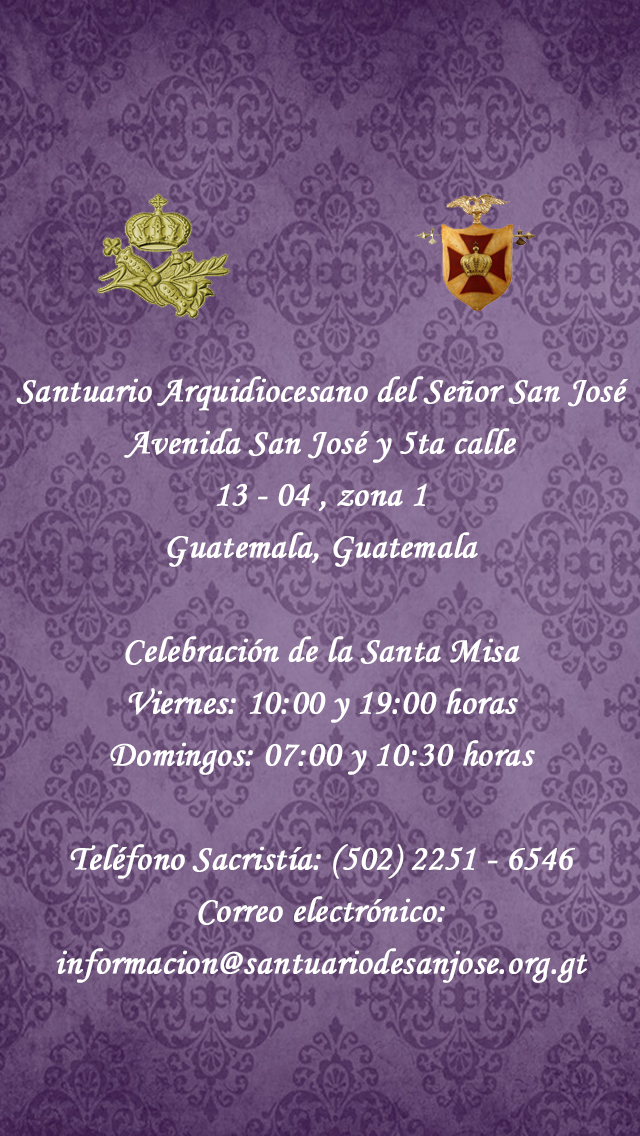 Santuario Arquidiocesano del Señor San José
Avenida San José y 5ta calle
13 - 04 , zona 1
Guatemala, Guatemala
Celebración de la Santa Misa
Viernes: 10:00 y 19:00 horas
Domingos: 07:00 y 10:30 horas
Teléfono Sacristía: (502) 2251 - 6546
Correo electrónico:
informacion@santuariodesanjose.org.gt